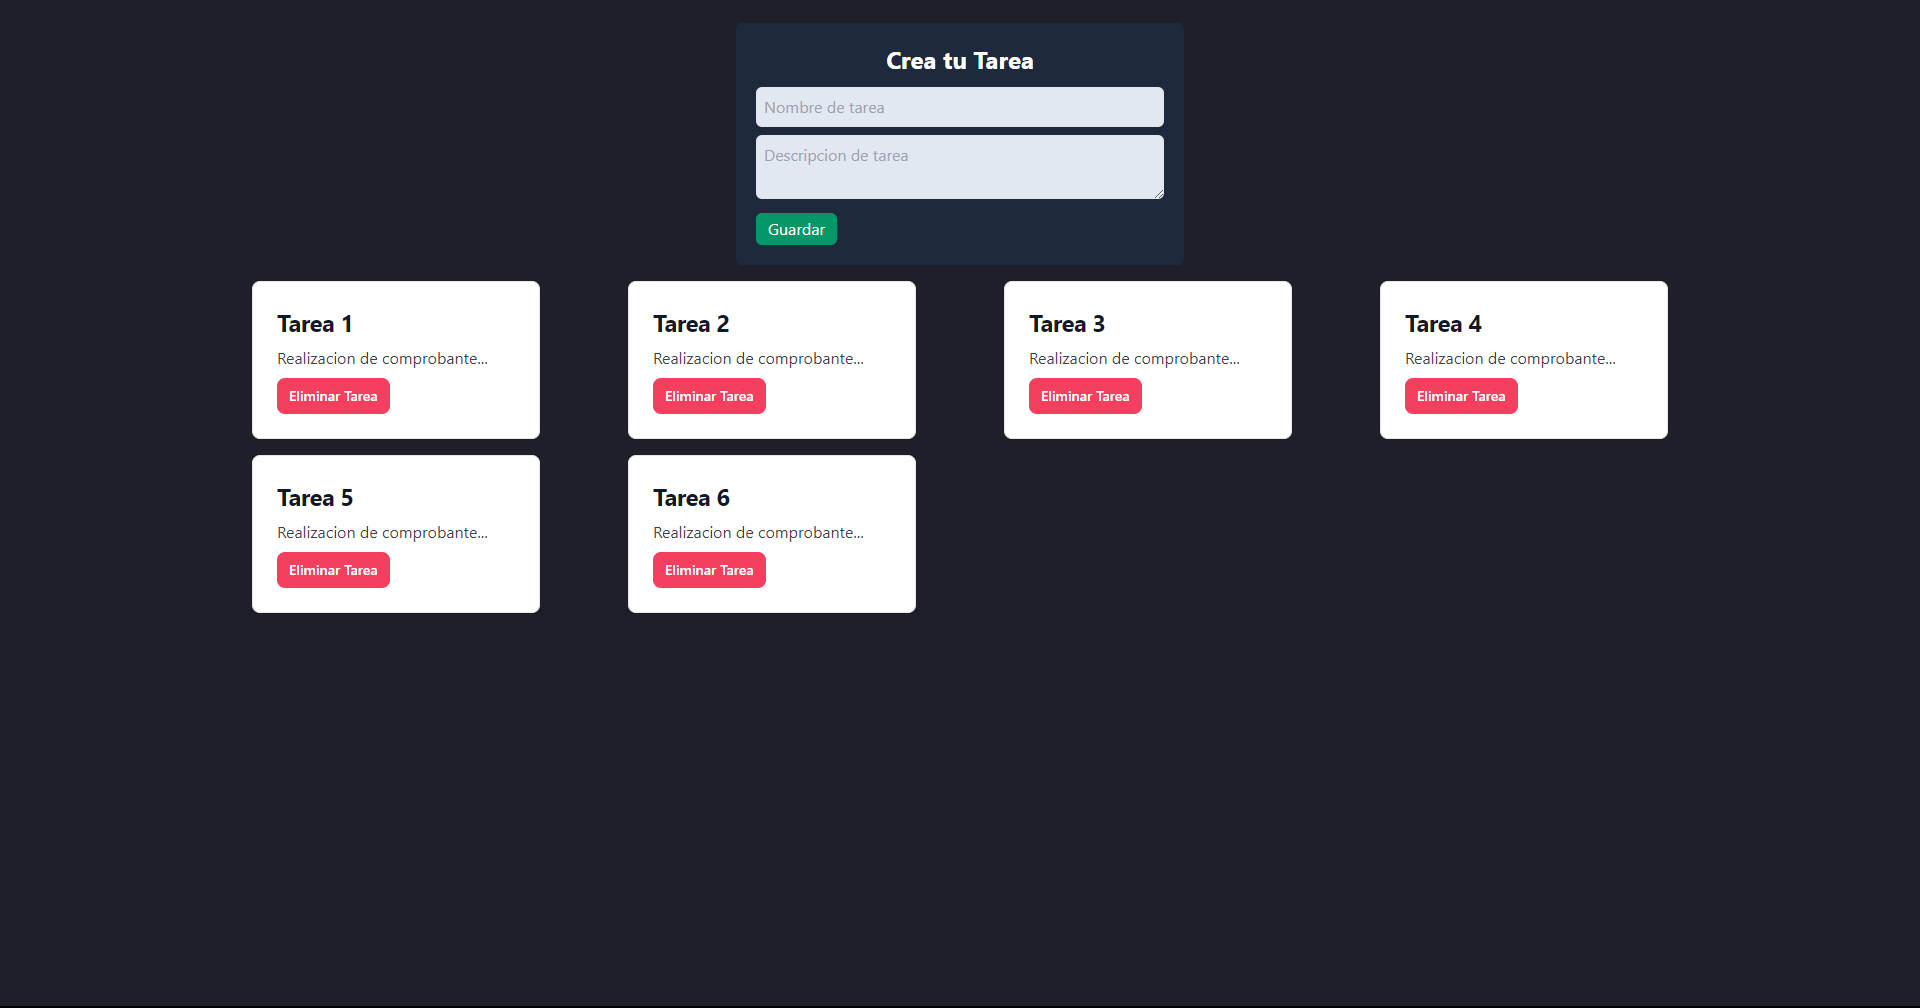 Crea tu Tarea
Nombre de tarea
Descripcion de tarea
Guardar
Tarea 1
Realizacion de comprobante...
Eliminar Tarea
Tarea 2
Realizacion de comprobante...
Eliminar Tarea
Tarea 3
Realizacion de comprobante...
Eliminar Tarea
Tarea 4
Realizacion de comprobante...
Eliminar Tarea
Tarea 5
Realizacion de comprobante...
Eliminar Tarea
Tarea 6
Realizacion de comprobante...
Eliminar Tarea